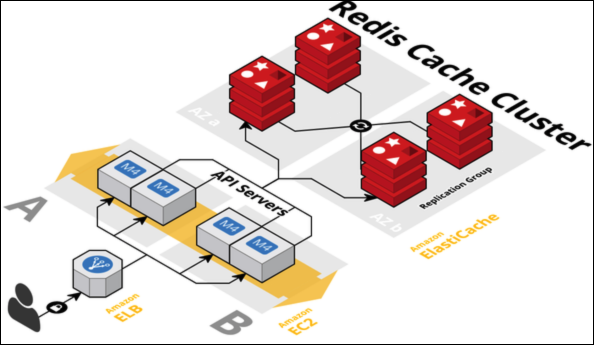 Redis Cache Cluster
AZ a
AZ b
Replication Group
Amazon
ElastiCache
API Servers
M4
M4
M4
M4
A
B
Amazon
ELB
Amazon
EC2